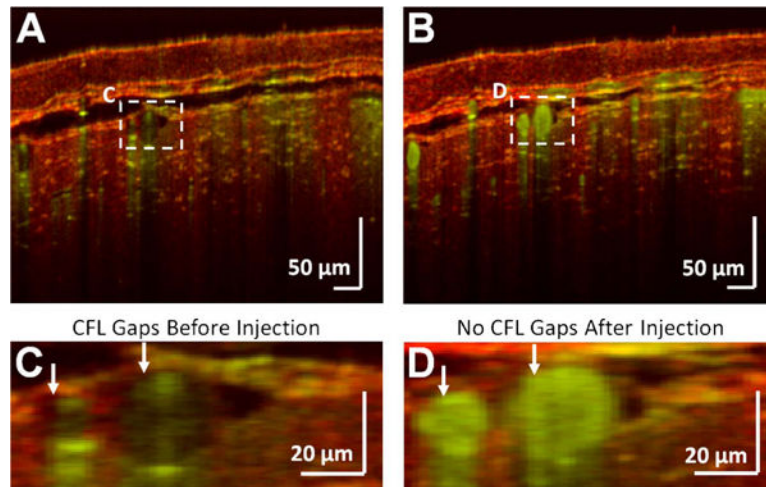 A
B
C
D
50 µm
50 µm
CFL Gaps Before Injection
No CFL Gaps After Injection
C
D
20 µm
20 µm